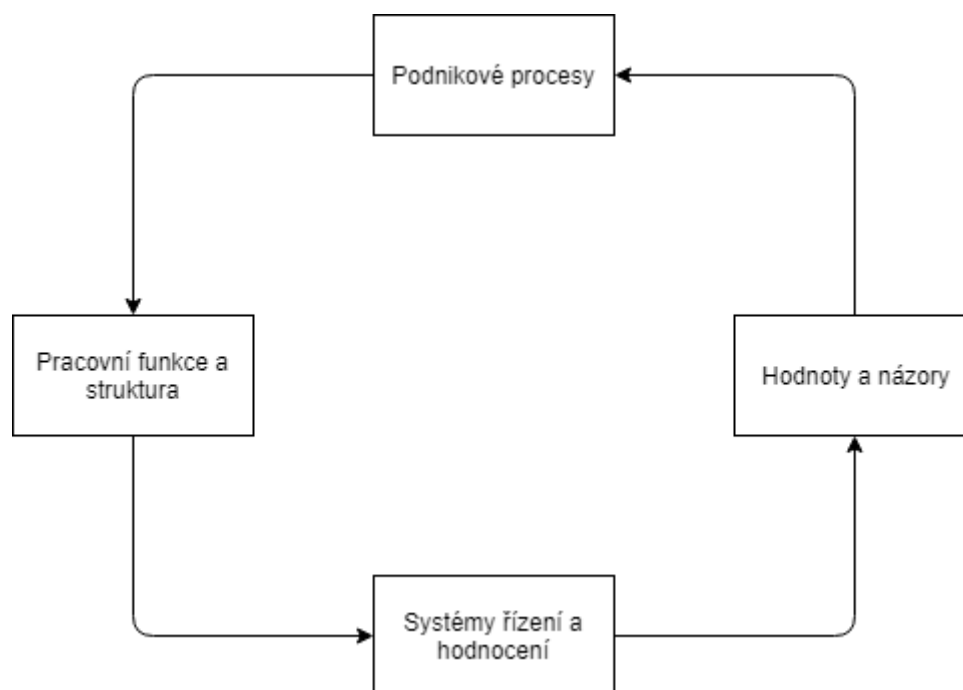 Podnikové procesy
Pracovní funkce a
struktura
Hodnoty a názory
Systémy řízení a
hodnocení